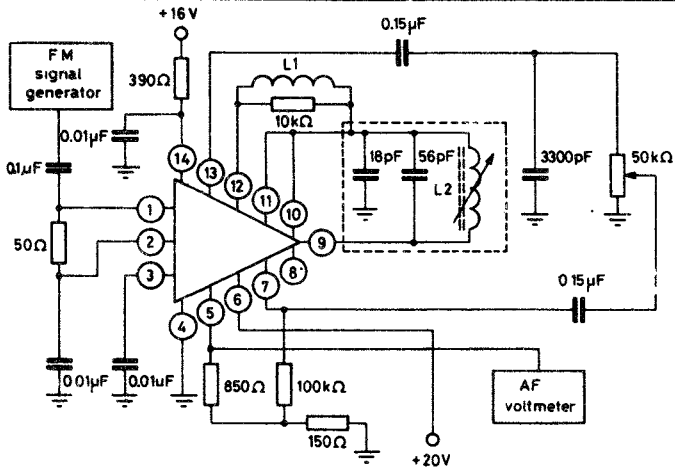 +16V
0.15µF
FM
signal
generator
390Ω
L1
10kΩ
0.01µF
0.1µF
14
13
12
11
10
18pF
56pF
L2
3300pF
50kΩ
1
50Ω
2
9
3
8
7
6
5
4
0.15µF
0.01µF
0.01uF
850Ω
100kΩ
150Ω
AF
voltmeter
+20V